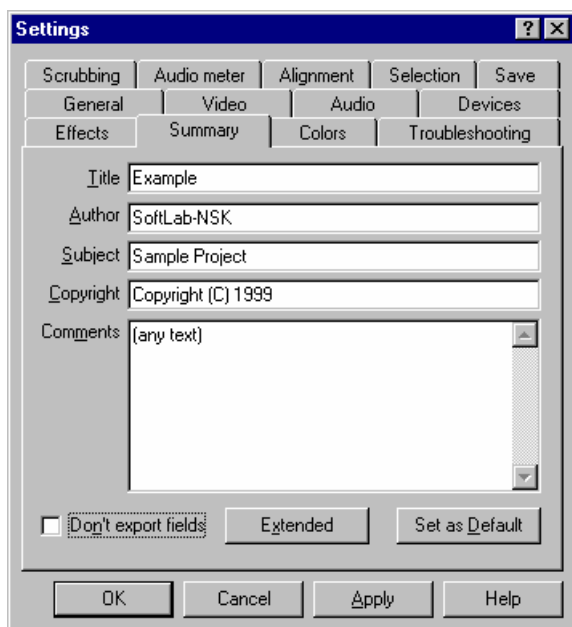 Settings
Scrubbing Audio meter Alignment Selection Save
General Video Audio Devices
Effects Summary Colors Troubleshooting
Title Example
Author SoftLab-NSK
Subject Sample Project
Copyright Copyright (C) 1999
Comments (any text)
Don't export fields Extended Set as Default
OK Cancel Apply Help